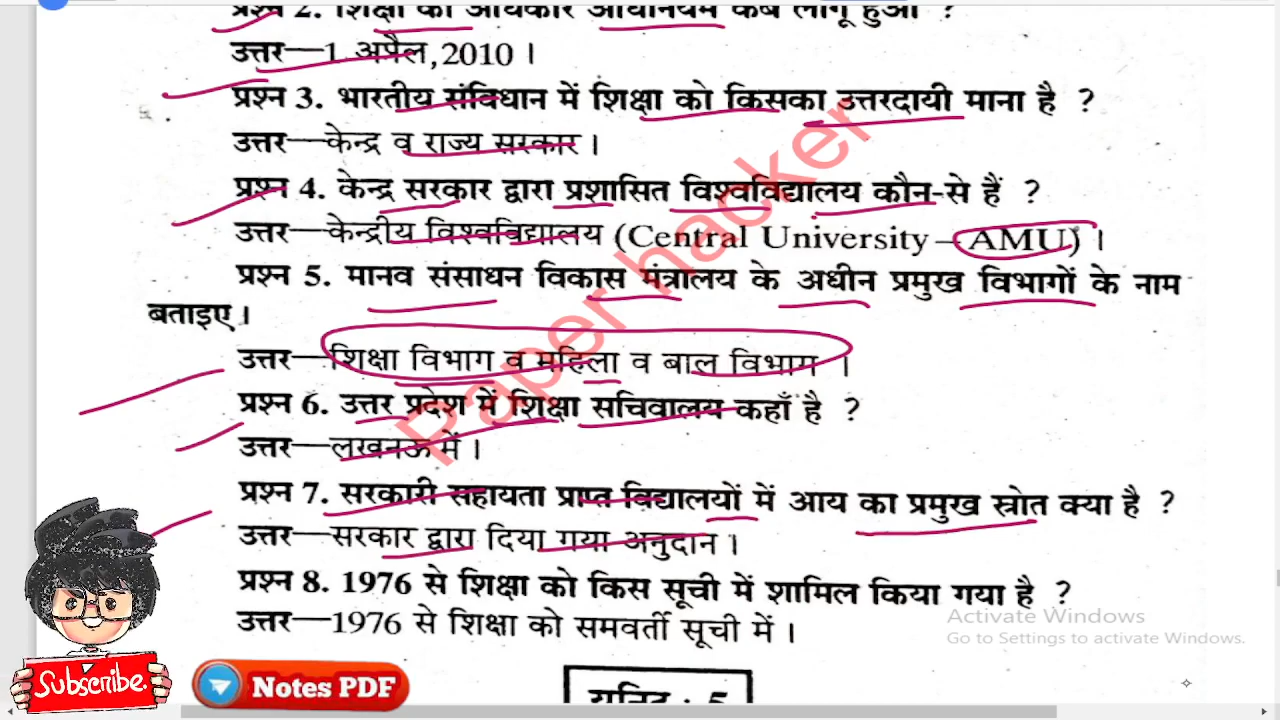 प्रश्न 2. शिक्षा का अधिकार अधिनियम कब लागू हुआ ?
उत्तर—1 अप्रैल, 2010 ।
प्रश्न 3. भारतीय संविधान में शिक्षा को किसका उत्तरदायी माना है ?
उत्तर—केन्द्र व राज्य सरकार ।
प्रश्न 4. केन्द्र सरकार द्वारा प्रशासित विश्वविद्यालय कौन-से हैं ?
उत्तर—केन्द्रीय विश्वविद्यालय (Central University – AMU) ।
प्रश्न 5. मानव संसाधन विकास मंत्रालय के अधीन प्रमुख विभागों के नाम
बताइए ।
उत्तर—शिक्षा विभाग व महिला व बाल विभाग ।
प्रश्न 6. उत्तर प्रदेश में शिक्षा सचिवालय कहाँ है ?
उत्तर—लखनऊ में ।
प्रश्न 7. सरकारी सहायता प्राप्त विद्यालयों में आय का प्रमुख स्रोत क्या है ?
उत्तर—सरकार द्वारा दिया गया अनुदान ।
प्रश्न 8. 1976 से शिक्षा को किस सूची में शामिल किया गया है ?
उत्तर—1976 से शिक्षा को समवर्ती सूची में ।
यूनिट : 5
Paper hacker
Activate Windows
Go to Settings to activate Windows.
Subscribe.
Notes PDF